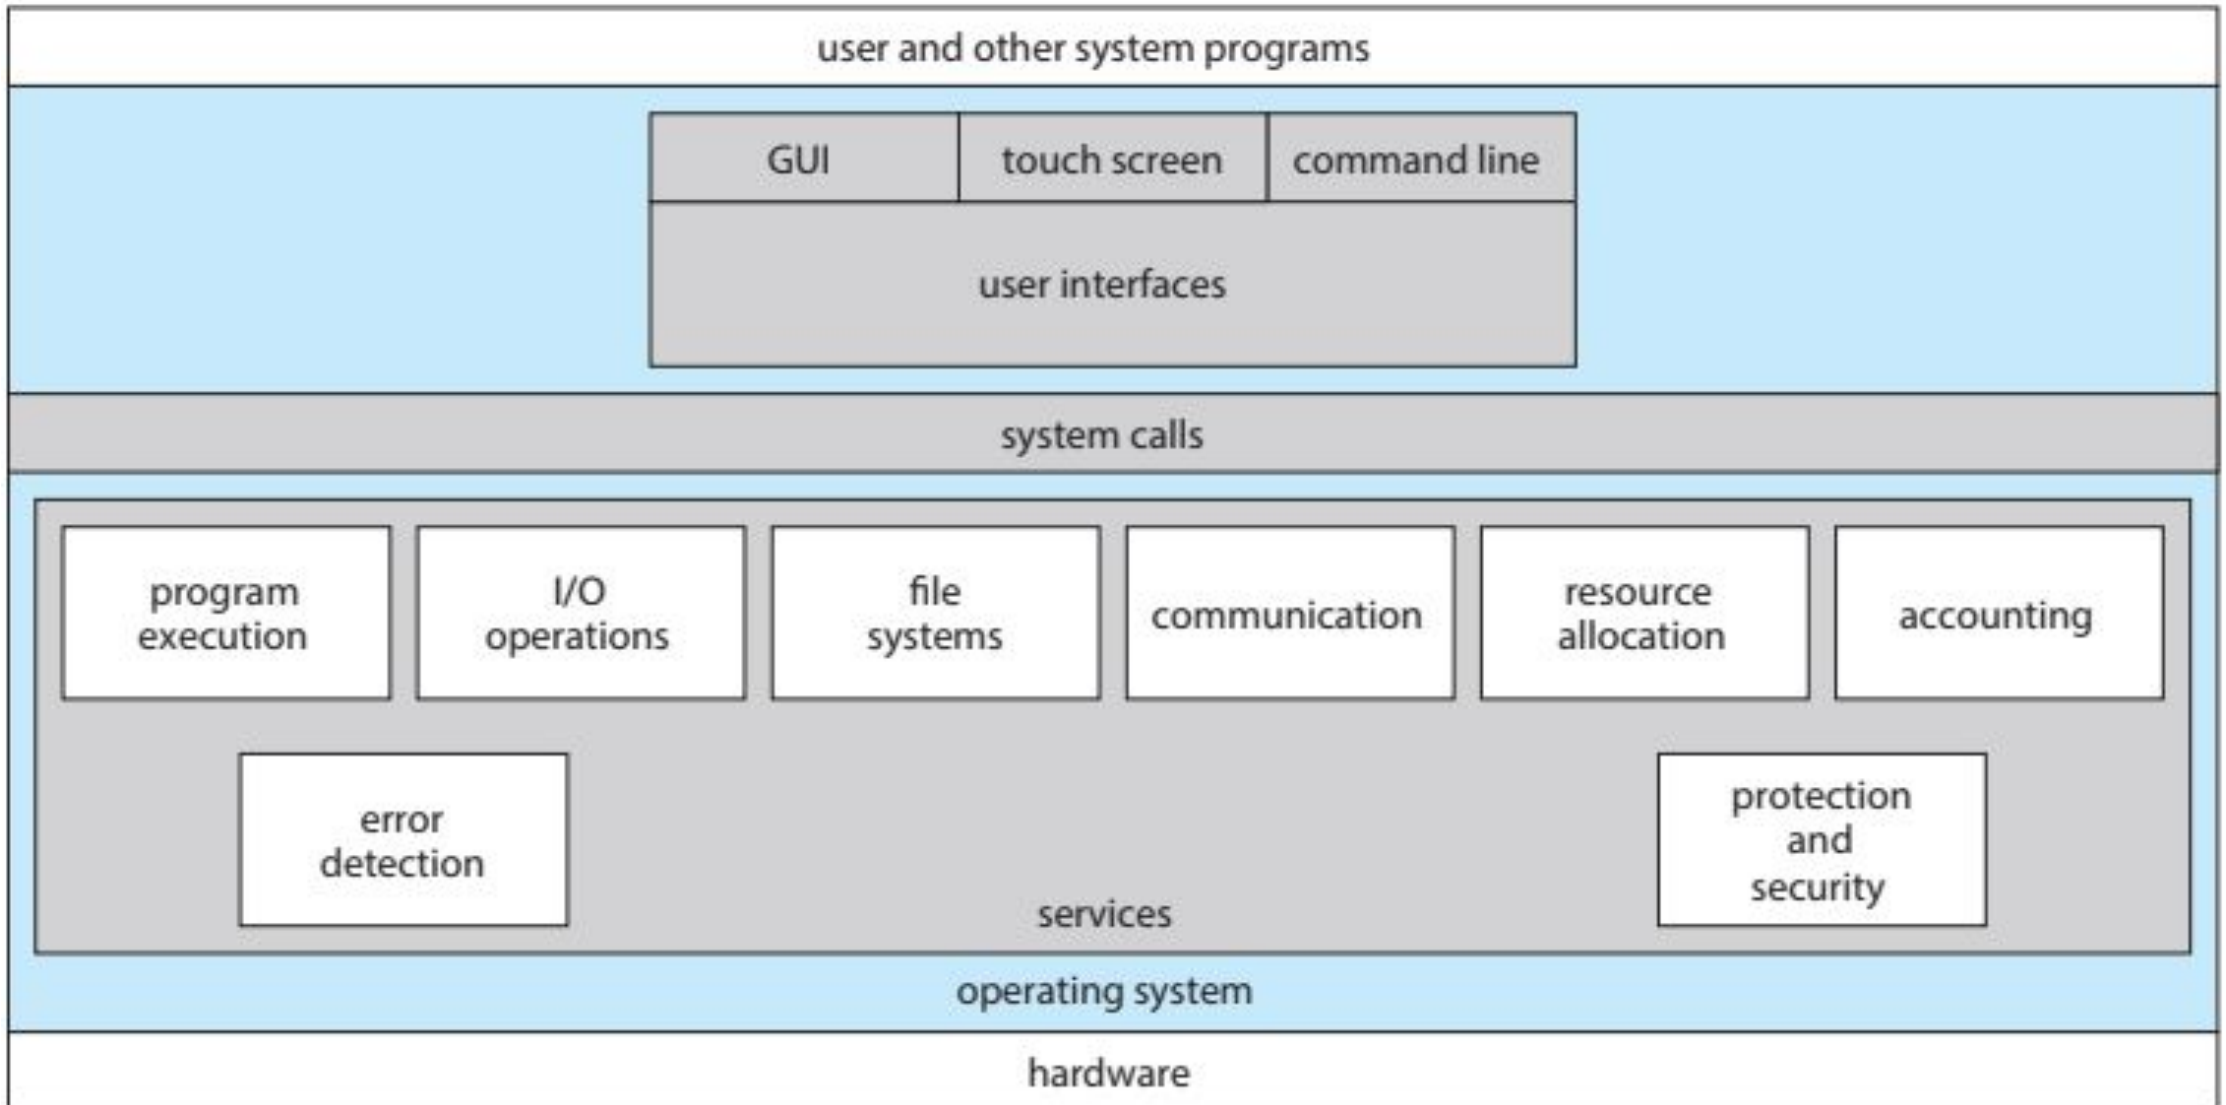 user and other system programs
GUI
touch screen
command line
user interfaces
system calls
program
execution
I/O
operations
file
systems
communication
resource
allocation
accounting
error
detection
protection
and
security
services
operating system
hardware